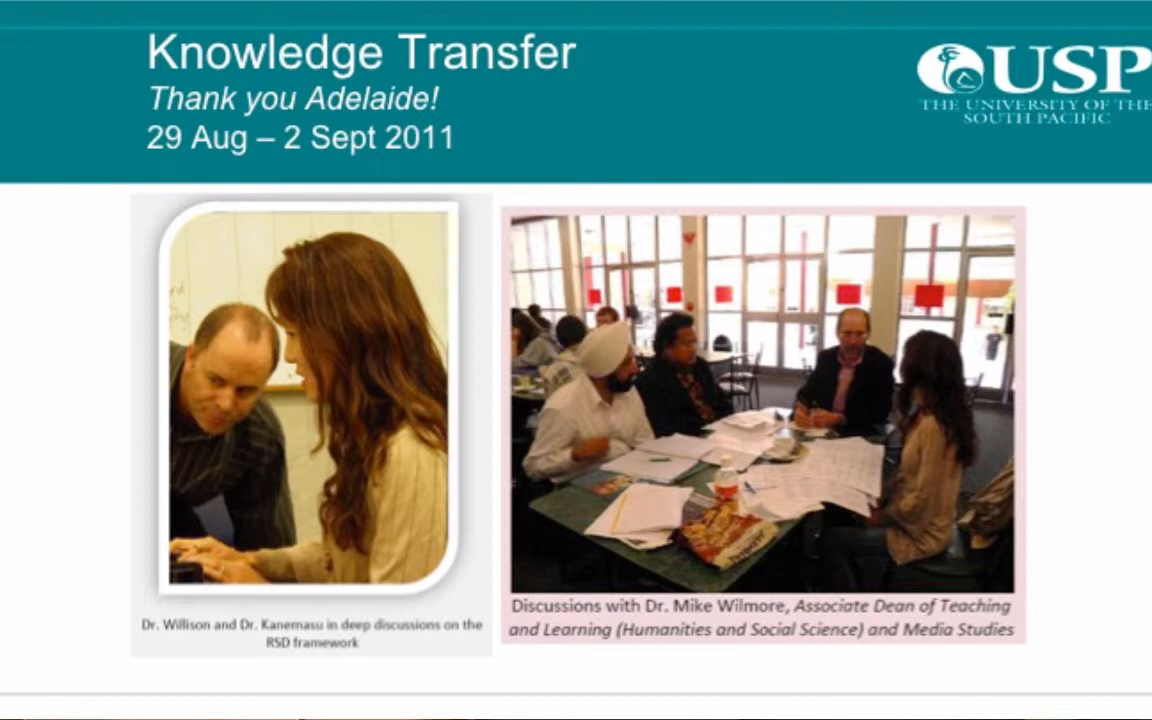 Knowledge Transfer
Thank you Adelaide!
29 Aug – 2 Sept 2011
USP
THE UNIVERSITY OF THE
SOUTH PACIFIC
Dr. Willison and Dr. Kanemasu in deep discussions on the
RSD framework
Discussions with Dr. Mike Wilmore, Associate Dean of Teaching
and Learning (Humanities and Social Science) and Media Studies